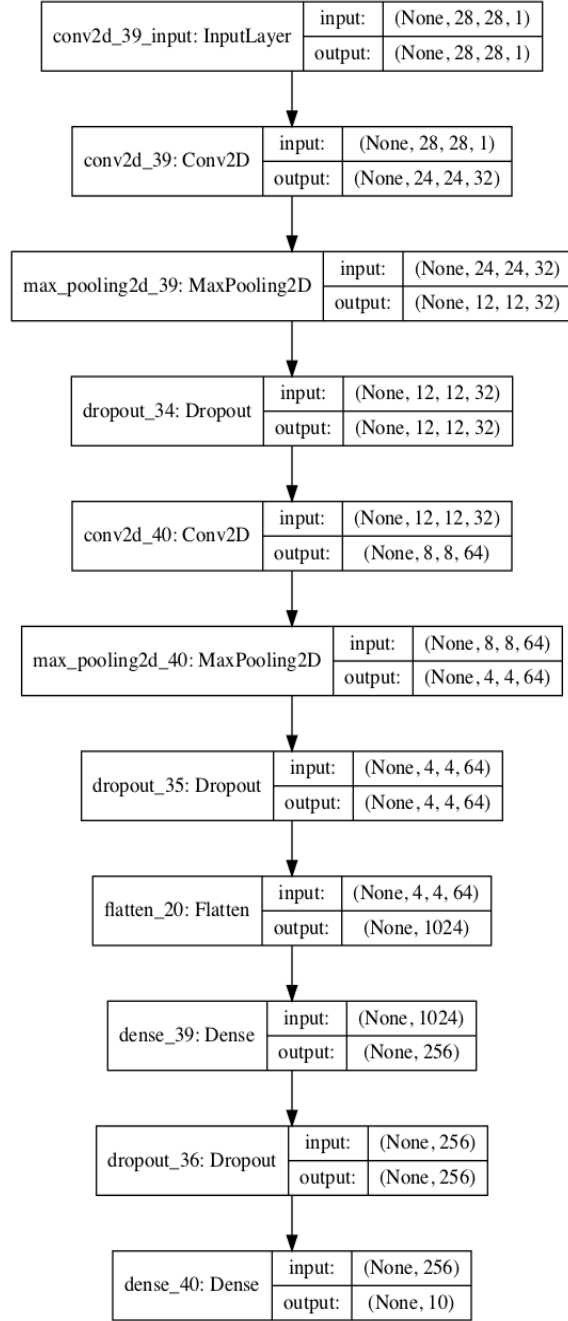 conv2d_39_input: InputLayer
input: (None, 28, 28, 1)
output: (None, 28, 28, 1)
conv2d_39: Conv2D
input: (None, 28, 28, 1)
output: (None, 24, 24, 32)
max_pooling2d_39: MaxPooling2D
input: (None, 24, 24, 32)
output: (None, 12, 12, 32)
dropout_34: Dropout
input: (None, 12, 12, 32)
output: (None, 12, 12, 32)
conv2d_40: Conv2D
input: (None, 12, 12, 32)
output: (None, 8, 8, 64)
max_pooling2d_40: MaxPooling2D
input: (None, 8, 8, 64)
output: (None, 4, 4, 64)
dropout_35: Dropout
input: (None, 4, 4, 64)
output: (None, 4, 4, 64)
flatten_20: Flatten
input: (None, 4, 4, 64)
output: (None, 1024)
dense_39: Dense
input: (None, 1024)
output: (None, 256)
dropout_36: Dropout
input: (None, 256)
output: (None, 256)
dense_40: Dense
input: (None, 256)
output: (None, 10)